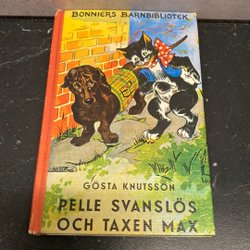 BONNIERS BARNBIBLIOTEK
GÖSTA KNUTSSON
PELLE SVANSLÖS
OCH TAXEN MAX